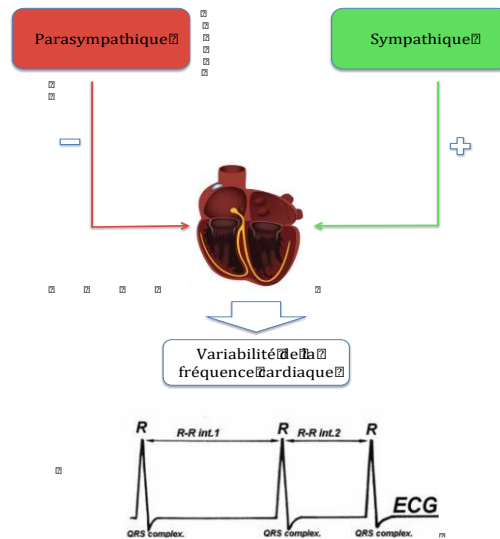 Parasympathique
Sympathique
Variabilité de la
fréquence cardiaque
R
R-R int.1
R
R-R int.2
R
ECG
QRS complex.
QRS complex.
QRS complex.